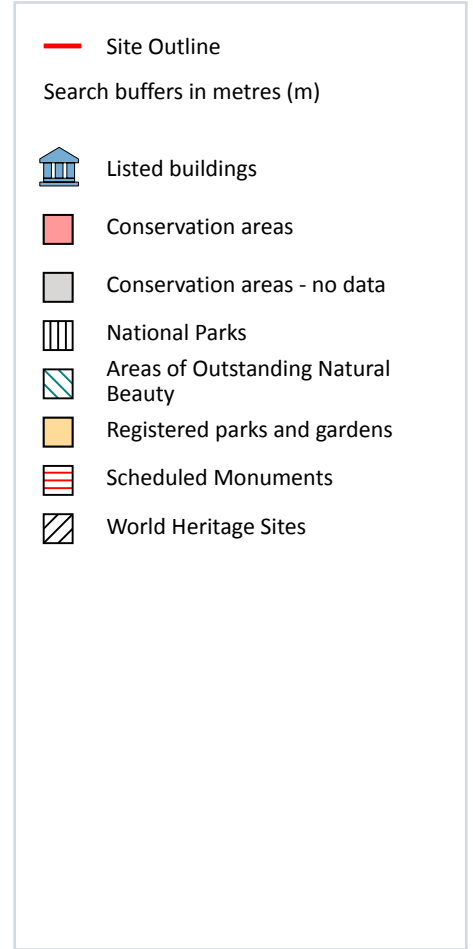 Site Outline
Search buffers in metres (m)
Listed buildings
Conservation areas
Conservation areas - no data
National Parks
Areas of Outstanding Natural
Beauty
Registered parks and gardens
Scheduled Monuments
World Heritage Sites